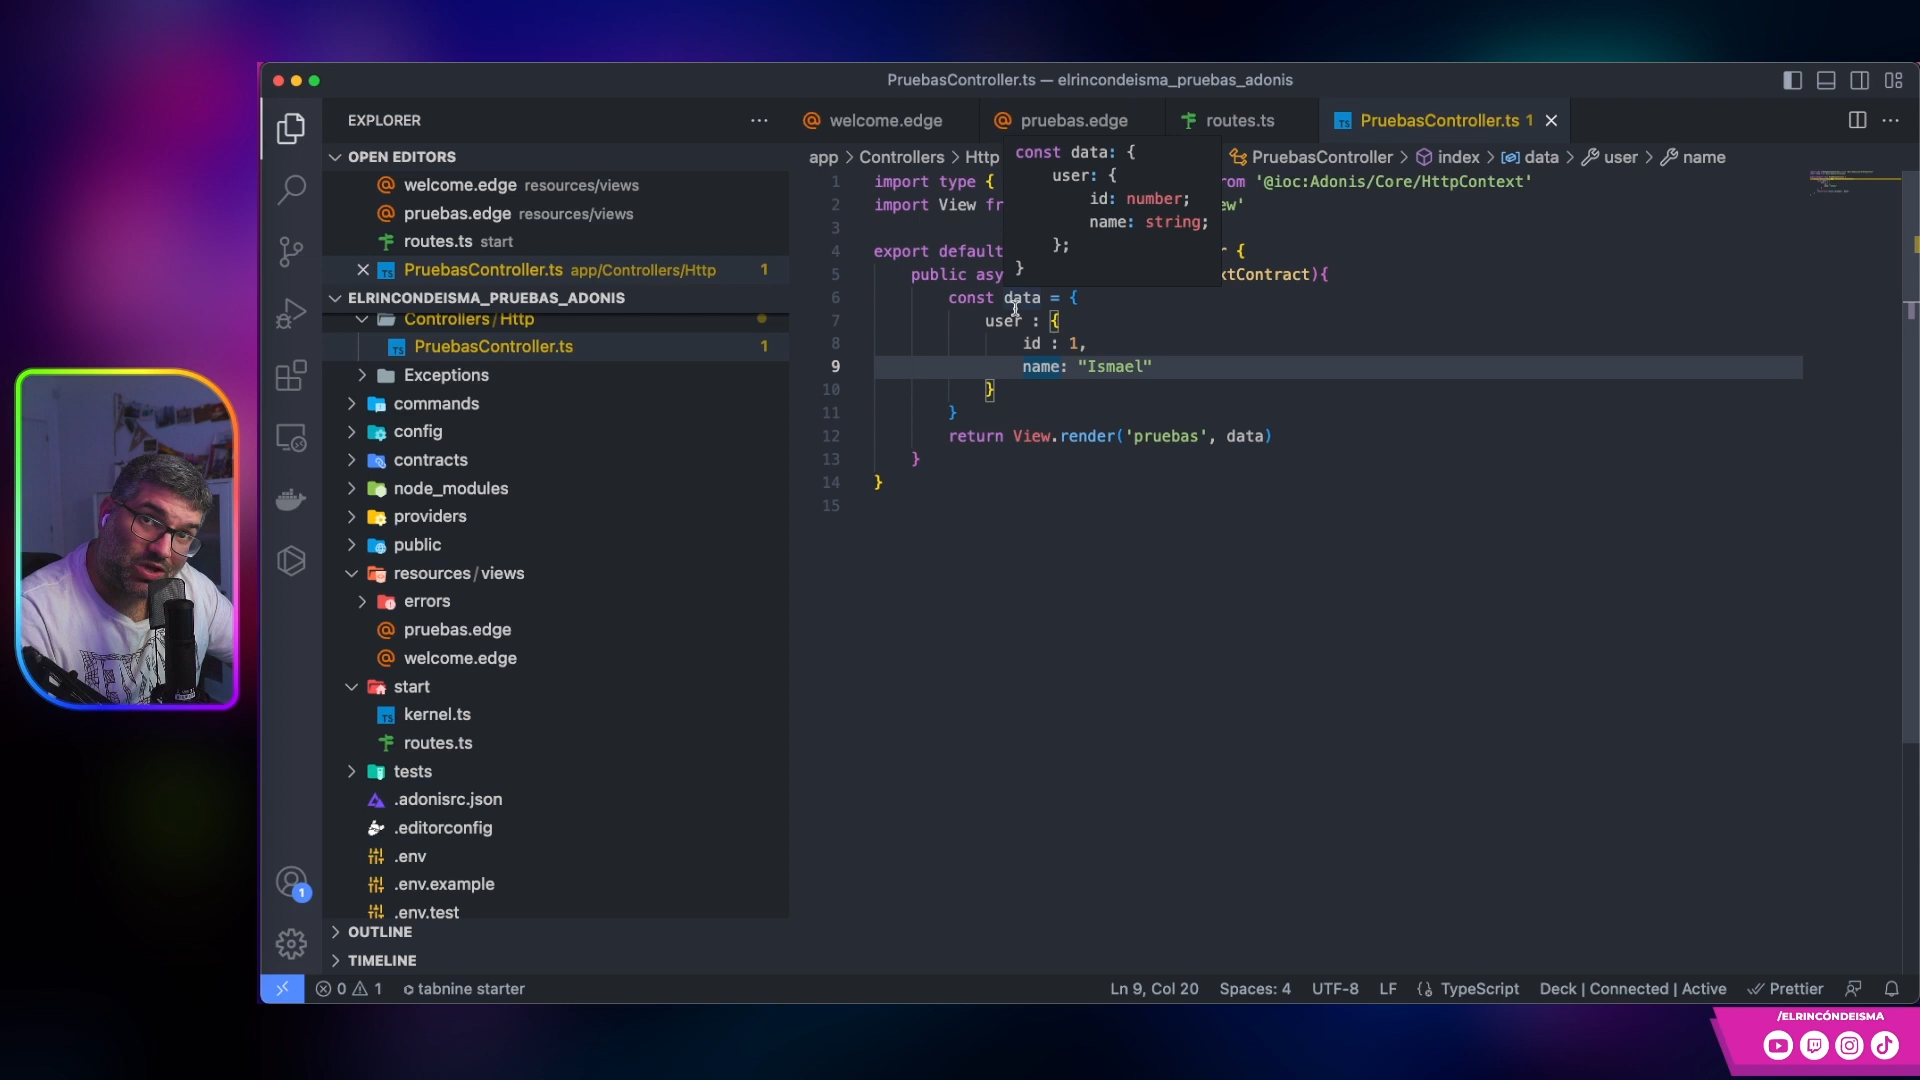 PruebasController.ts — elrincondeisma_pruebas_adonis
EXPLORER
OPEN EDITORS
welcome.edge resources/views
pruebas.edge resources/views
routes.ts start
PruebasController.ts app/Controllers/Http 1
ELRINCONDEISMA_PRUEBAS_ADONIS
Controllers/Http
PruebasController.ts 1
Exceptions
commands
config
contracts
node_modules
providers
public
resources/views
errors
pruebas.edge
welcome.edge
start
kernel.ts
routes.ts
tests
.adonisrc.json
.editorconfig
.env
.env.example
.env.test
OUTLINE
TIMELINE
1
welcome.edge
pruebas.edge
routes.ts
PruebasController.ts 1
app > Controllers > Http
PruebasController > index > data > user > name
const data: {
user: {
id: number;
name: string;
};
}
1 import type { om '@ioc:Adonis/Core/HttpContext'
2 import View fr w'
3
4 export default r {
5 public asy xtContract){
6 const data = {
7 user : {
8 id : 1,
9 name: "Ismael"
10 }
11 }
12 return View.render('pruebas', data)
13 }
14 }
15
0 1 tabnine starter
Ln 9, Col 20 Spaces: 4 UTF-8 LF TypeScript Deck | Connected | Active Prettier
/ELRINCÓNDEISMA